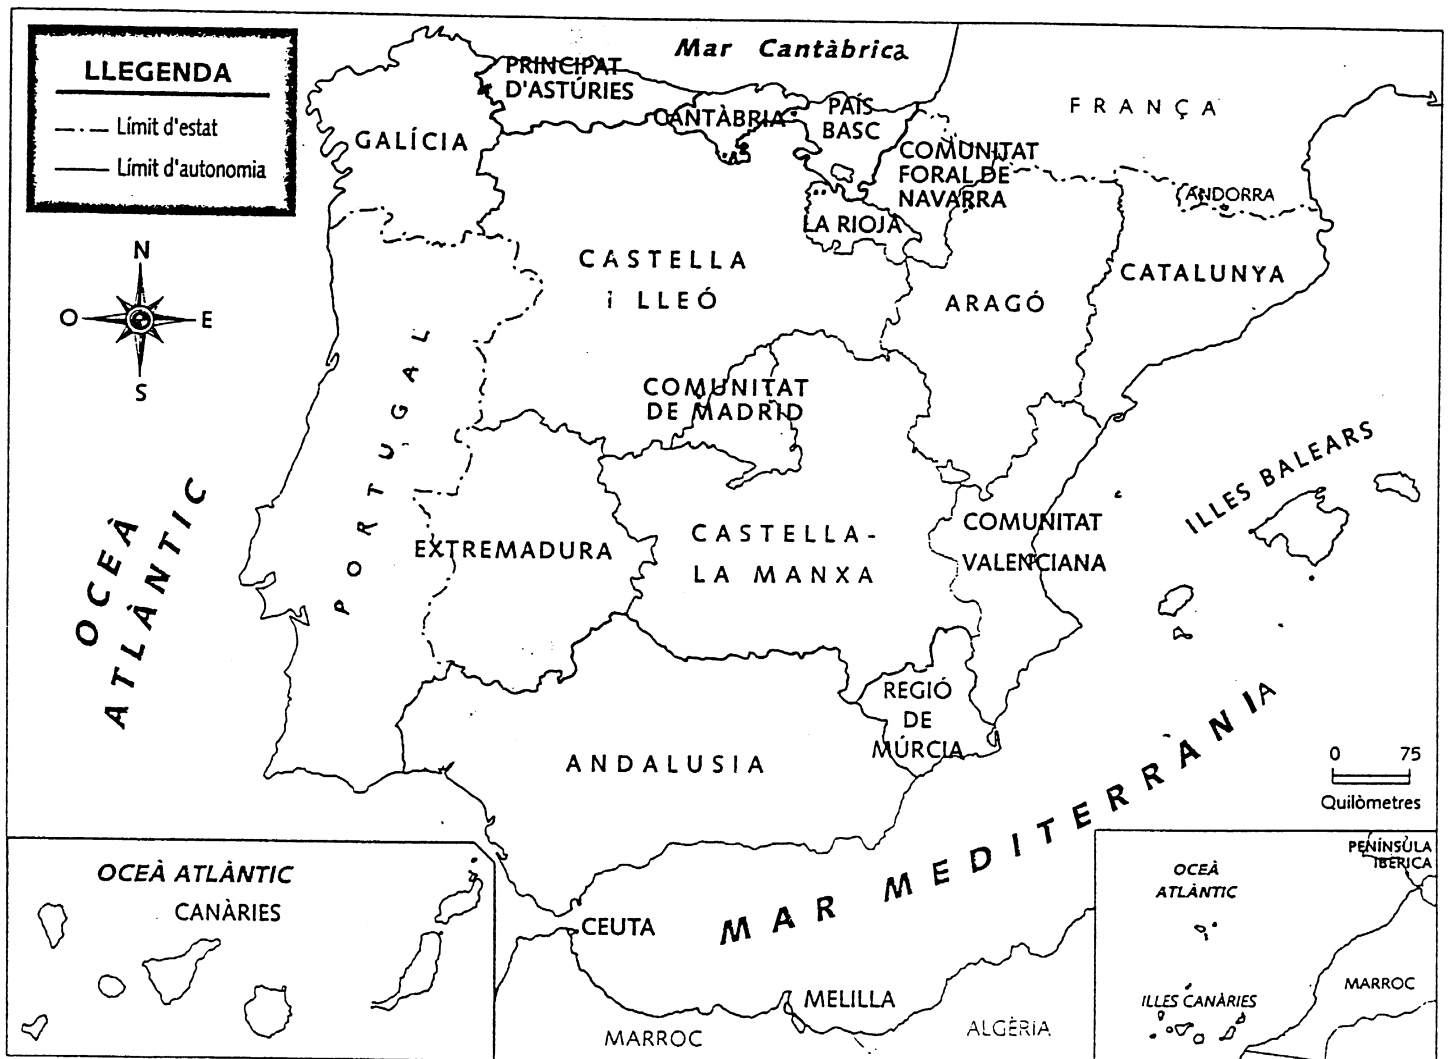 LLEGENDA
Límit d'estat
Límit d'autonomia
N
O
E
S
Mar Cantàbrica
FRANÇA
PRINCIPAT
D'ASTÚRIES
CANTÀBRIA
PAÍS
BASC
GALÍCIA
COMUNITAT
FORAL DE
NAVARRA
ANDORRA
LA RIOJA
CASTELLA
i LLEÓ
ARAGÓ
CATALUNYA
PORTUGAL
COMUNITAT
DE MADRID
ILLES BALEARS
OCEÀ
ATLÀNTIC
EXTREMADURA
CASTELLA-
LA MANXA
COMUNITAT
VALENCIANA
REGIÓ
DE
MÚRCIA
ANDALUSIA
MAR MEDITERRÀNIA
0 75
Quilòmetres
OCEÀ ATLÀNTIC
CANÀRIES
CEUTA
MELILLA
MARROC
ALGÈRIA
PENÍNSULA
IBÈRICA
OCEÀ
ATLÀNTIC
ILLES CANÀRIES
MARROC